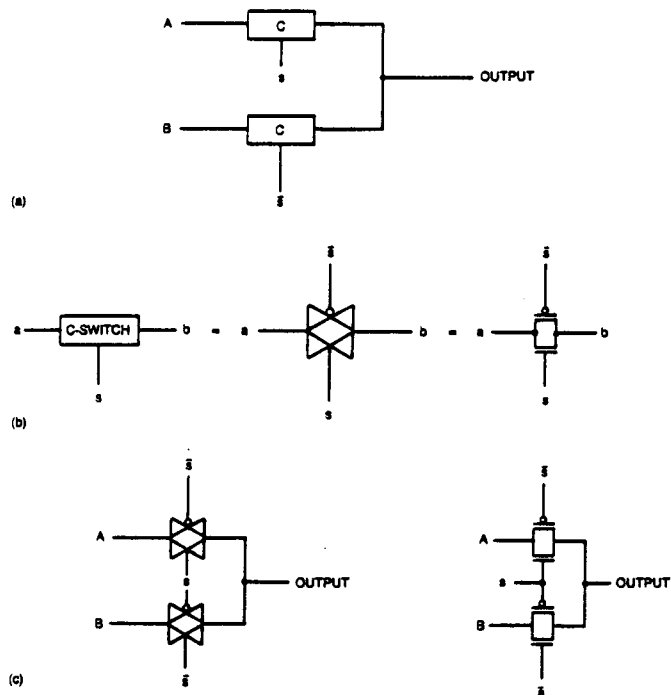 A C
s
OUTPUT
B C
s̄
(a)
s̄ s̄
a C-SWITCH b = a b = a b
s s s
(b)
s̄ s̄
A A
s OUTPUT s OUTPUT
B B
s̄ s̄
(c)